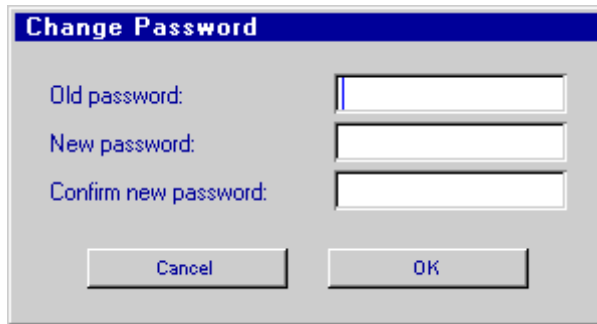 Change Password
Old password:
New password:
Confirm new password:
Cancel OK